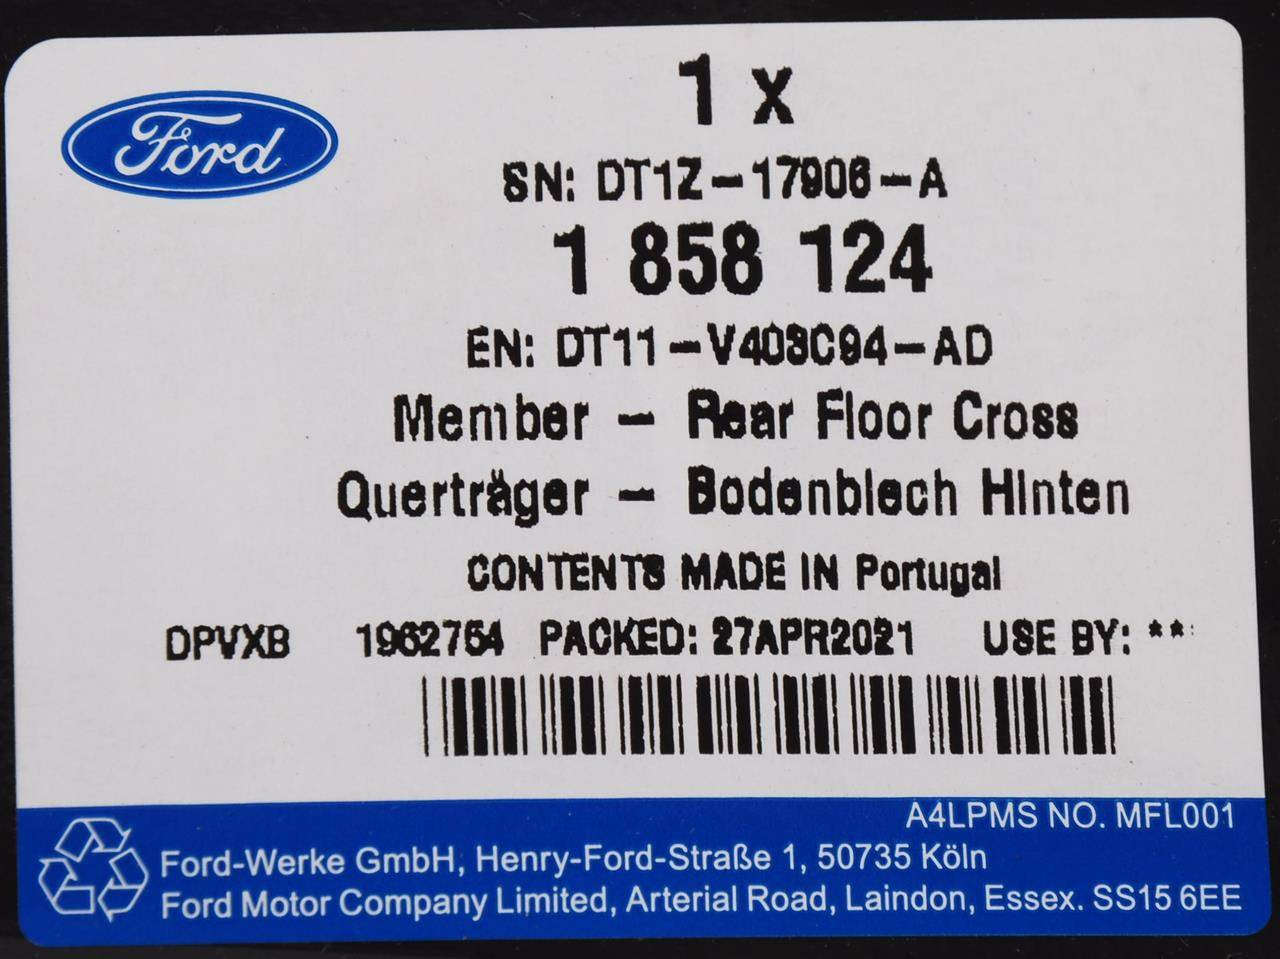 Ford
1 x
SN: DT1Z-17906-A
1 858 124
EN: DT11-V403C94-AD
Member - Rear Floor Cross
Querträger - Bodenblech Hinten
CONTENTS MADE IN Portugal
DPVXB 1962754 PACKED: 27APR2021 USE BY: **
A4LPMS NO. MFL001
Ford-Werke GmbH, Henry-Ford-Straße 1, 50735 Köln
Ford Motor Company Limited, Arterial Road, Laindon, Essex. SS15 6EE